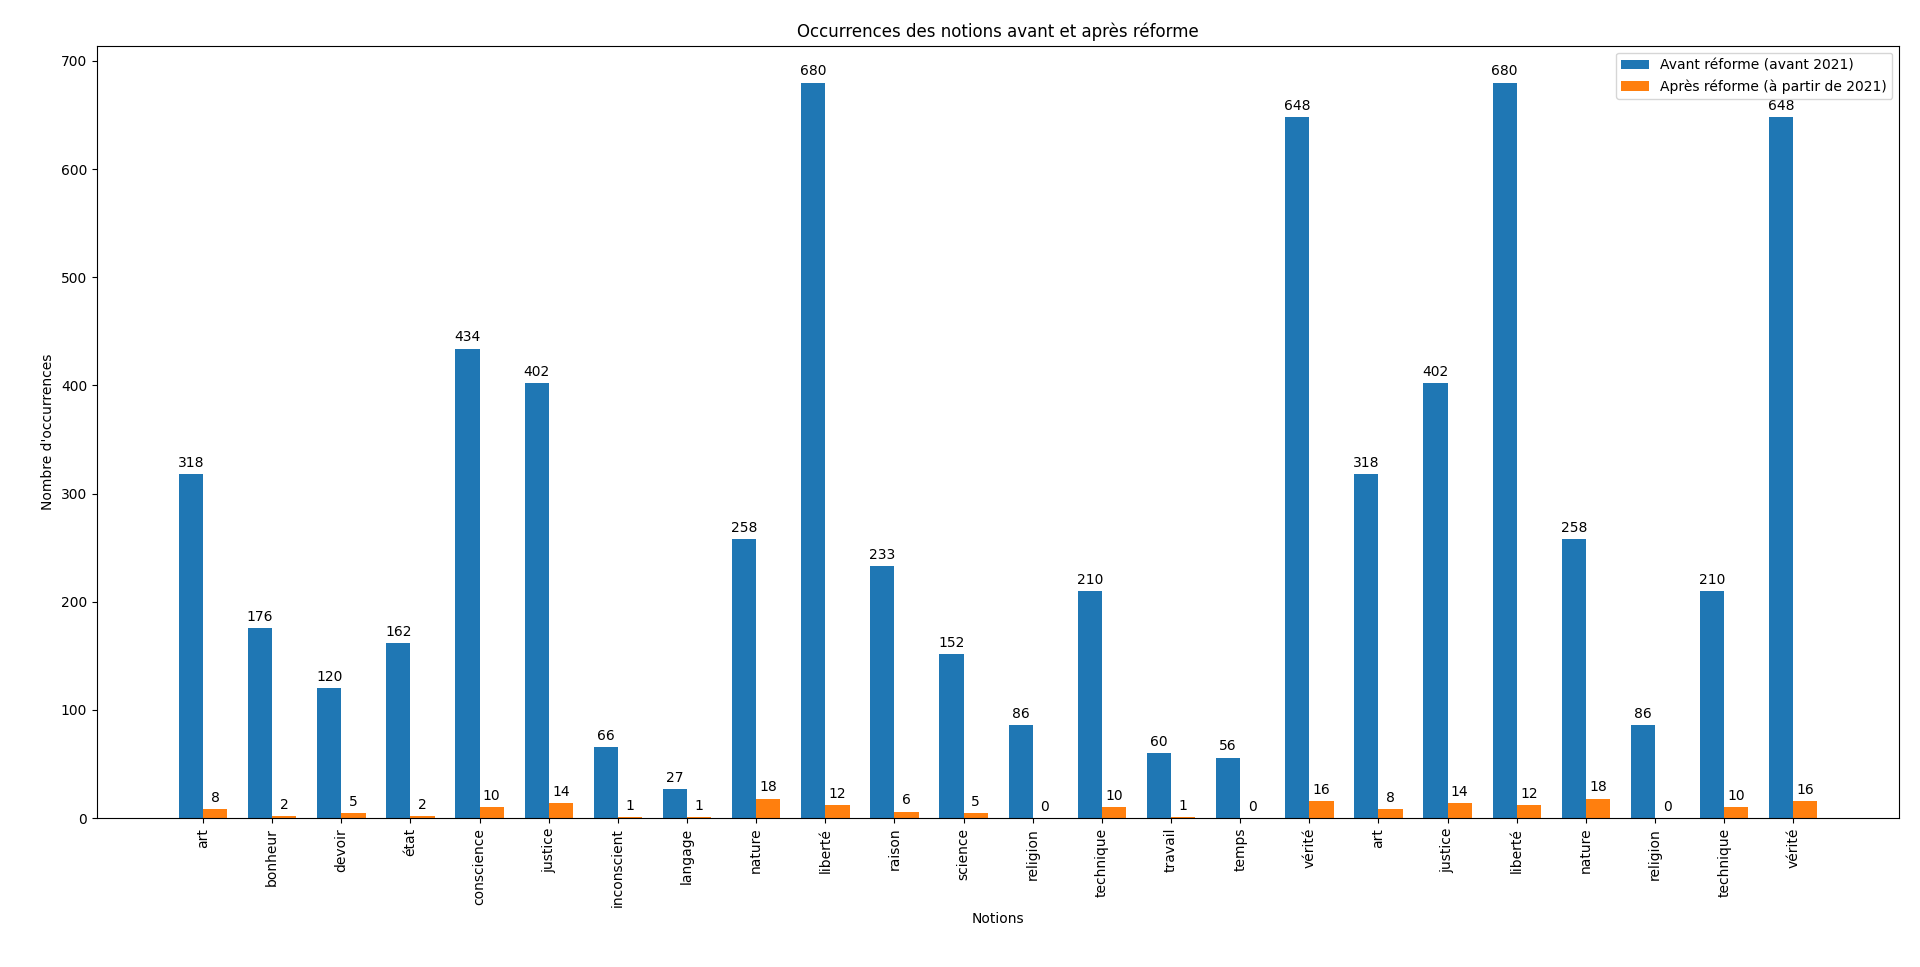 Occurrences des notions avant et après réforme
Avant réforme (avant 2021)
Après réforme (à partir de 2021)
Nombre d'occurrences
700
600
500
400
300
200
100
0
318 8
176 2
120 5
162 2
434 10
402 14
66 1
27 1
258 18
680 12
233 6
152 5
86 0
210 10
60 1
56 0
648 16
318 8
402 14
680 12
258 18
86 0
210 10
648 16
art
bonheur
devoir
état
conscience
justice
inconscient
langage
nature
liberté
raison
science
religion
technique
travail
temps
vérité
art
justice
liberté
nature
religion
technique
vérité
Notions